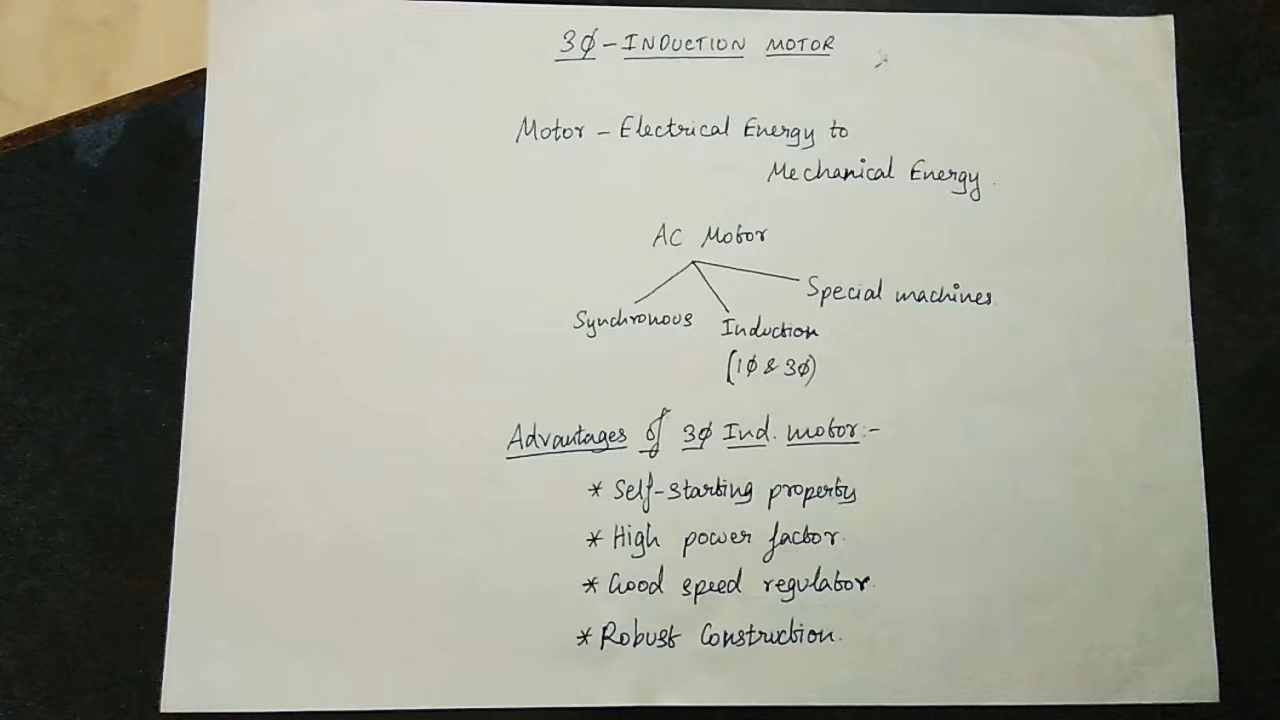 3ϕ - INDUCTION MOTOR
Motor - Electrical Energy to
Mechanical Energy.
AC Motor
Special machines
Synchronous Induction
(1ϕ & 3ϕ)
Advantages of 3ϕ Ind. motor:-
* Self-starting property
* High power factor.
* Good speed regulator.
* Robust Construction.